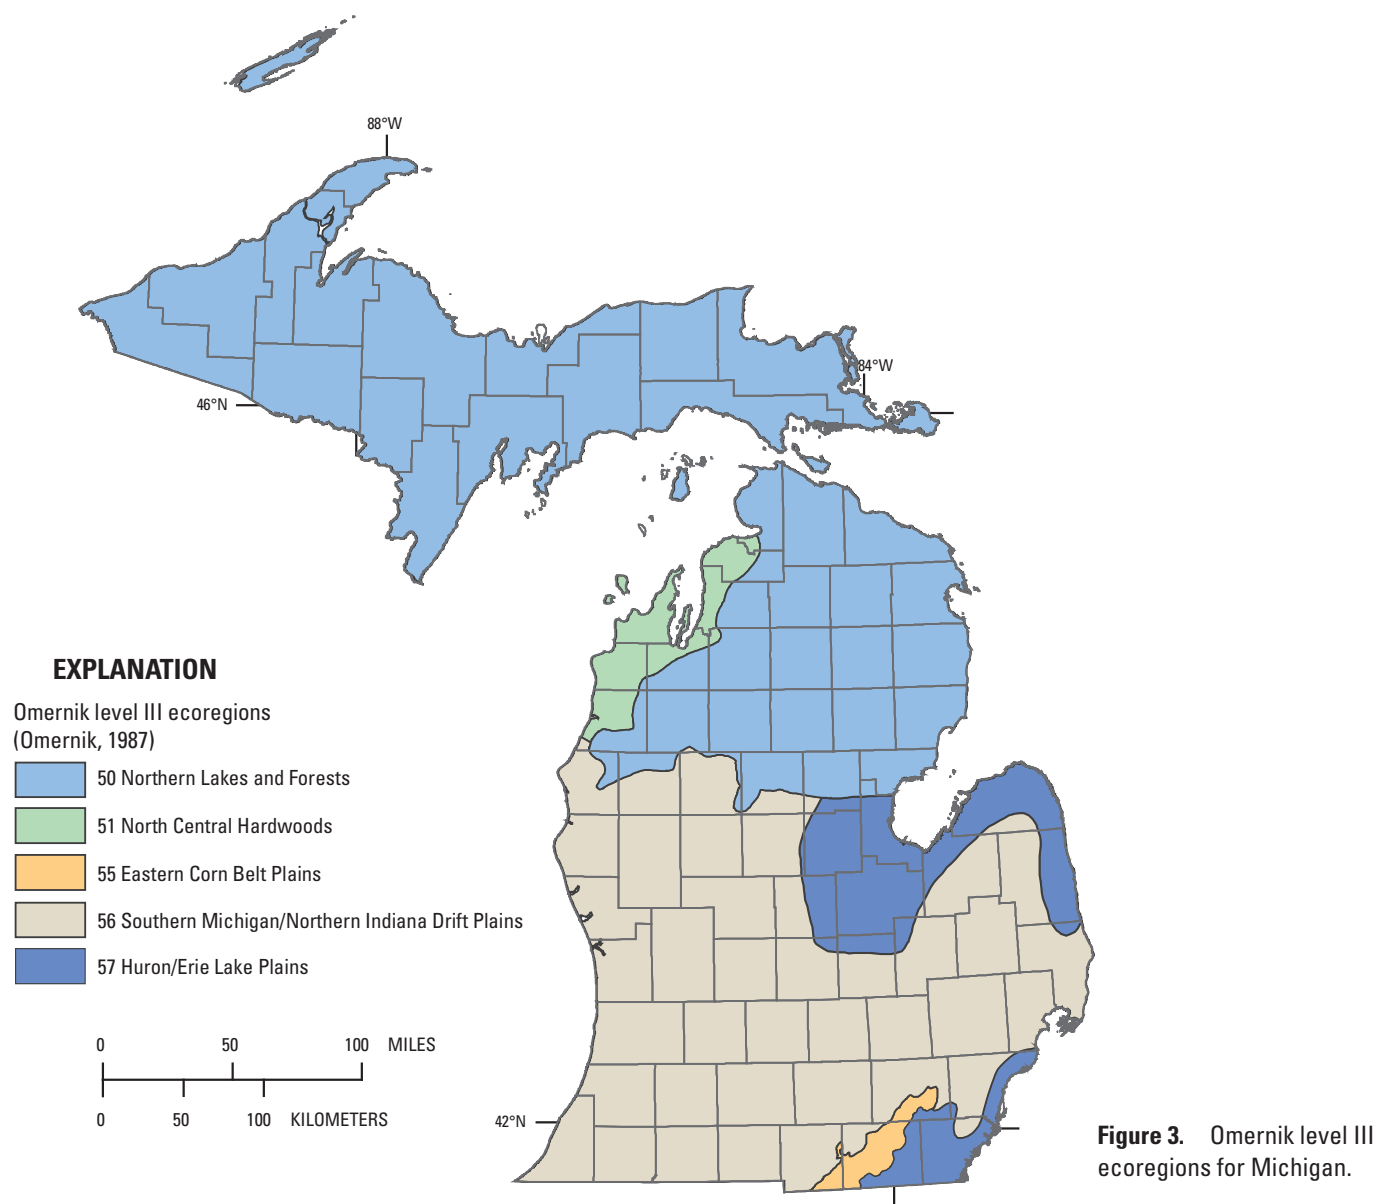 88°W
84°W
46°N
EXPLANATION
Omernik level III ecoregions
(Omernik, 1987)
50 Northern Lakes and Forests
51 North Central Hardwoods
55 Eastern Corn Belt Plains
56 Southern Michigan/Northern Indiana Drift Plains
57 Huron/Erie Lake Plains
0 50 100 MILES
0 50 100 KILOMETERS
42°N
Figure 3. Omernik level III
ecoregions for Michigan.